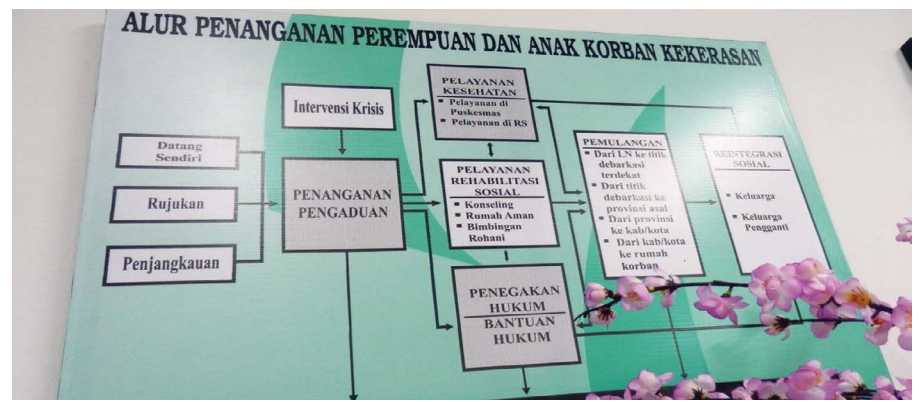 ALUR PENANGANAN PEREMPUAN DAN ANAK KORBAN KEKERASAN
Datang
Sendiri
Rujukan
Penjangkauan
Intervensi Krisis
PENANGANAN
PENGADUAN
PELAYANAN
KESEHATAN
Pelayanan di
Puskesmas
Pelayanan di RS
PELAYANAN
REHABILITASI
SOSIAL
Konseling
Rumah Aman
Bimbingan
Rohani
PENEGAKAN
HUKUM
BANTUAN
HUKUM
PEMULANGAN
Dari LN ke titik
debarkasi
terdekat
Dari titik
debarkasi ke
provinsi asal
Dari provinsi
ke kab/kota
Dari kab/kota
ke rumah
korban
REINTEGRASI
SOSIAL
Keluarga
Keluarga
Pengganti